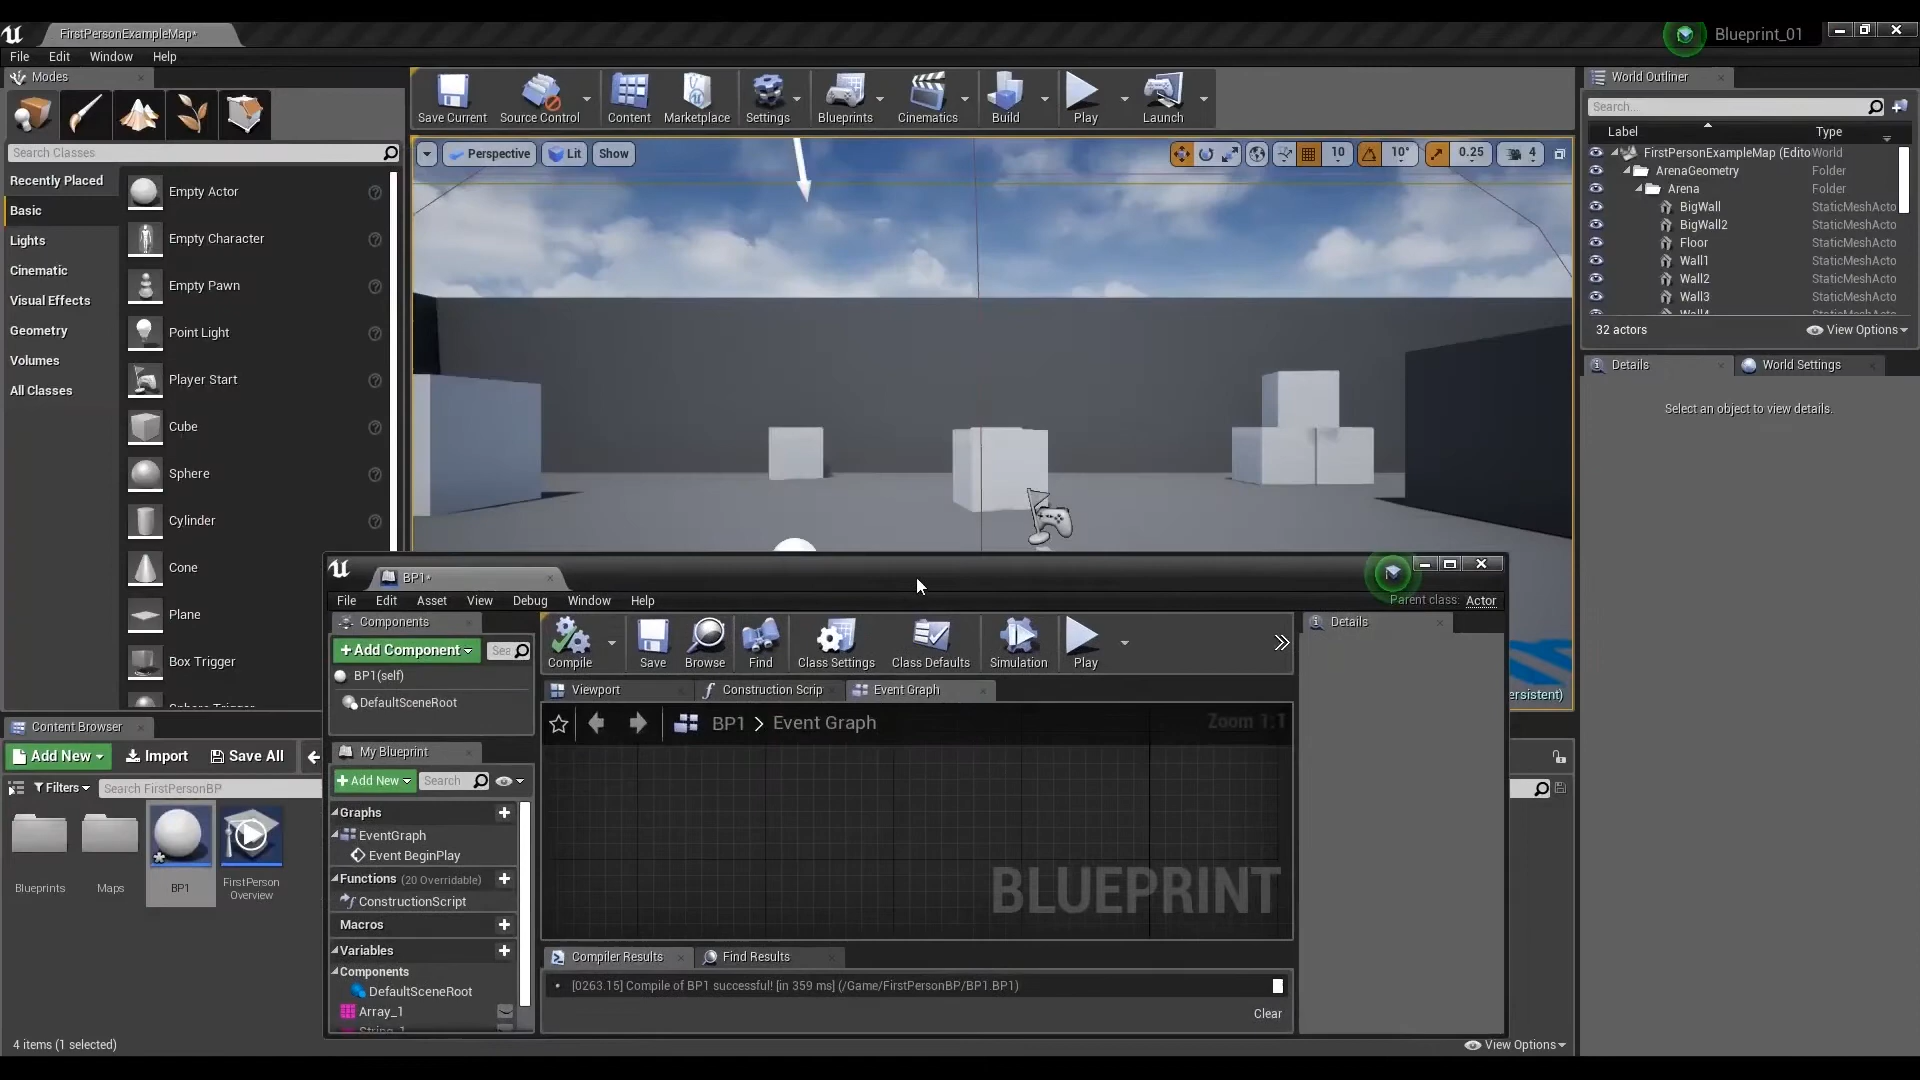 FirstPersonExampleMap*
Blueprint_01
File Edit Window Help
Modes
Search Classes
Recently Placed
Basic
Lights
Cinematic
Visual Effects
Geometry
Volumes
All Classes
Empty Actor
Empty Character
Empty Pawn
Point Light
Player Start
Cube
Sphere
Cylinder
Cone
Plane
Box Trigger
Save Current Source Control Content Marketplace Settings Blueprints Cinematics Build Play Launch
Perspective Lit Show
10 10° 0.25 4
World Outliner
Search...
Label Type
FirstPersonExampleMap (Edito World
ArenaGeometry Folder
Arena Folder
BigWall StaticMeshActo
BigWall2 StaticMeshActo
Floor StaticMeshActo
Wall1 StaticMeshActo
Wall2 StaticMeshActo
Wall3 StaticMeshActo
32 actors View Options
Details World Settings
Select an object to view details.
ersistent)
BP1*
File Edit Asset View Debug Window Help
Parent class: Actor
Components
+Add Component Sea
BP1(self)
DefaultSceneRoot
Compile Save Browse Find Class Settings Class Defaults Simulation Play
Details
Viewport Construction Scrip Event Graph
BP1 > Event Graph Zoom 1:1
BLUEPRINT
My Blueprint
+Add New Search
Graphs
EventGraph
Event BeginPlay
Functions (20 Overridable)
ConstructionScript
Macros
Variables
Components
DefaultSceneRoot
Array_1
Compiler Results Find Results
[0263.15] Compile of BP1 successful! [in 359 ms] (/Game/FirstPersonBP/BP1.BP1)
Clear
Content Browser
Add New Import Save All
Filters Search FirstPersonBP
Blueprints Maps BP1 FirstPerson
Overview
4 items (1 selected)
View Options